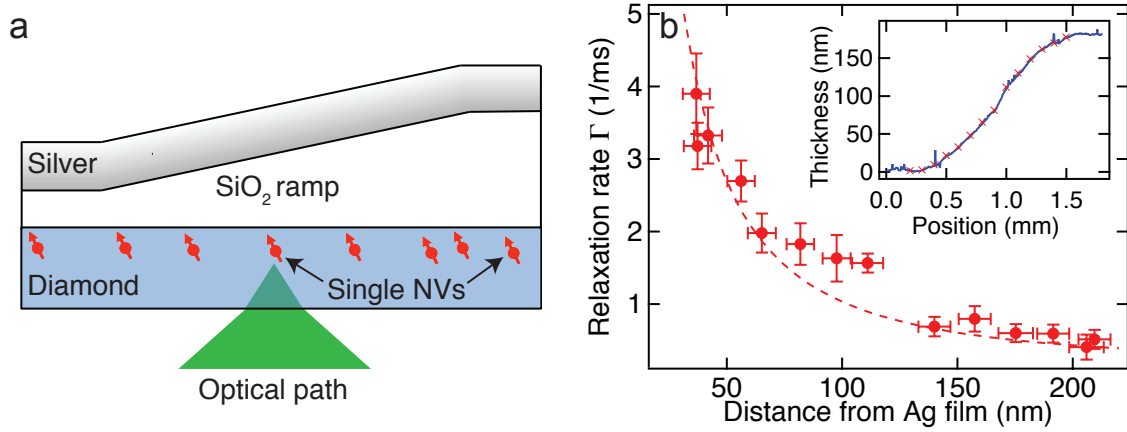 a
Silver
SiO2 ramp
Diamond
Single NVs
Optical path
b
Relaxation rate Γ (1/ms)
5
4
3
2
1
50
100
150
200
Distance from Ag film (nm)
Thickness (nm)
150
100
50
0
0.0
0.5
1.0
1.5
Position (mm)